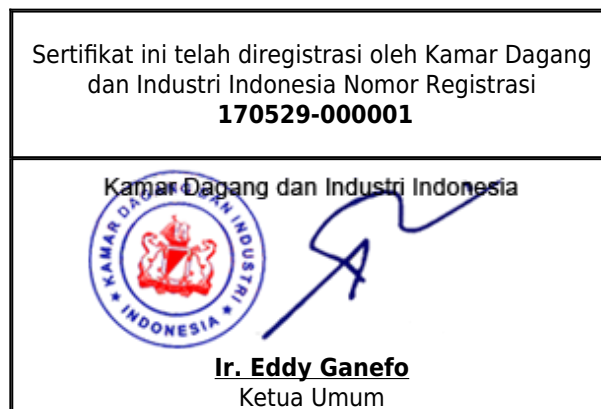 Sertifikat ini telah diregistrasi oleh Kamar Dagang
dan Industri Indonesia Nomor Registrasi
170529-000001
Kamar Dagang dan Industri Indonesia
KAMAR DAGANG DAN INDUSTRI
INDONESIA
Ir. Eddy Ganefo
Ketua Umum